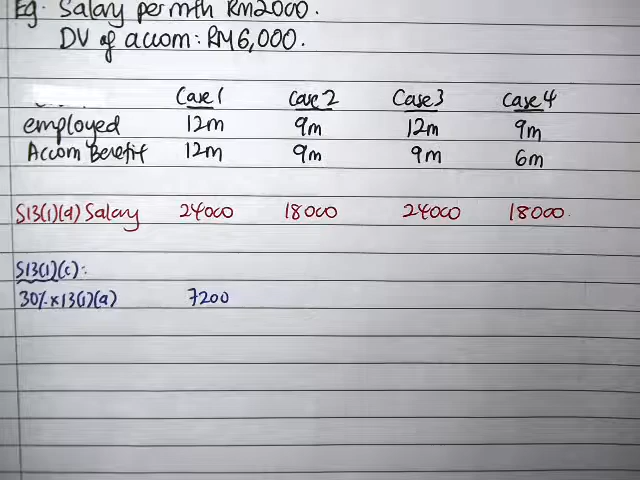 Eg: Salary per mth RM2000.
DV of accom: RM6,000.
Case 1 Case 2 Case 3 Case 4
employed 12m 9m 12m 9m
Accom Benefit 12m 9m 9m 6m
S13(1)(a) Salary 24000 18000 24000 18000.
S13(1)(c):
30% x 13(1)(a) 7200